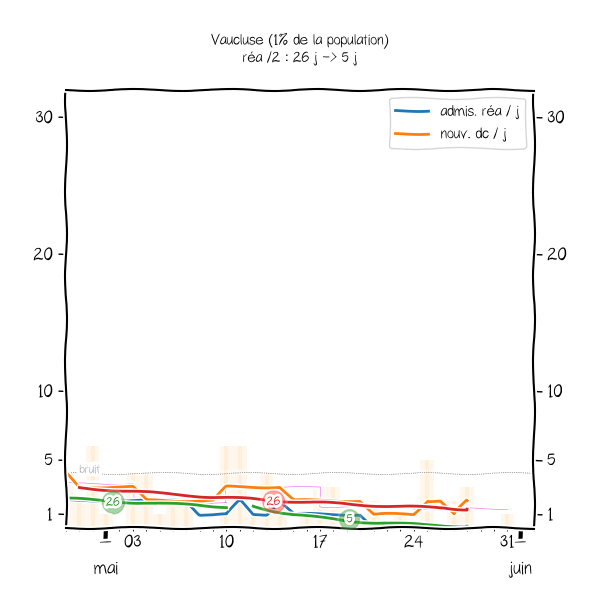 Vaucluse (1% de la population)
réa /2 : 26 j -> 5 j
admis. réa / j
nouv. dc / j
30 30
20 20
10 10
5 5
1 1
bruit
26 26 5
03 10 17 24 31
mai juin